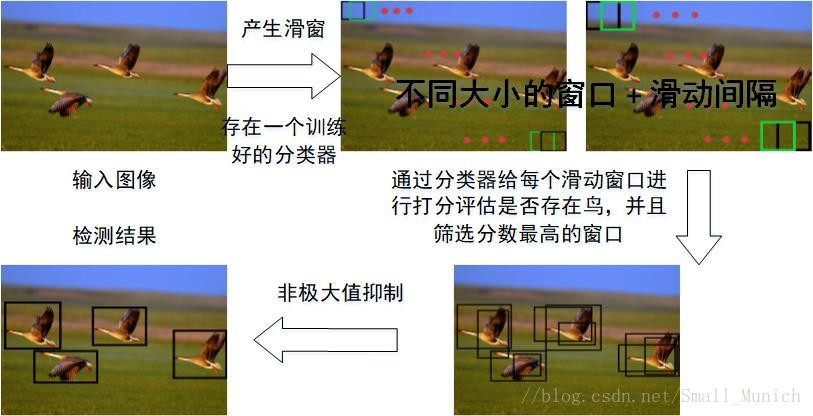 产生滑窗
不同大小的窗口 + 滑动间隔
存在一个训练
好的分类器
输入图像
通过分类器给每个滑动窗口进
行打分评估是否存在鸟，并且
筛选分数最高的窗口
检测结果
非极大值抑制
//blog.csdn.net/Small_Munich